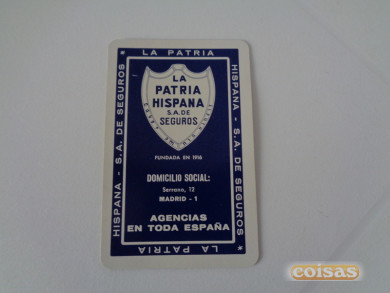 LA PATRIA
HISPANA - S.A. DE SEGUROS
LA
PATRIA
HISPANA
S.A. DE
SEGUROS
FUNDADA EN 1916
DOMICILIO SOCIAL:
Serrano, 12
MADRID - 1
AGENCIAS
EN TODA ESPAÑA
LA PATRIA
HISPANA - S.A. DE SEGUROS
coisas